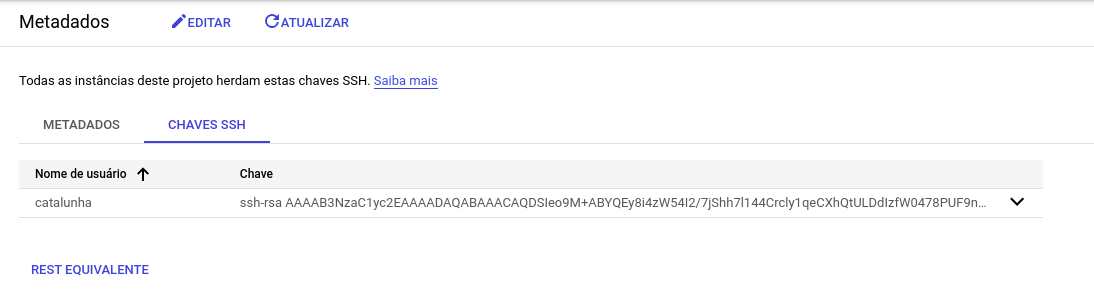 Metadados EDITAR ATUALIZAR
Todas as instâncias deste projeto herdam estas chaves SSH. Saiba mais
METADADOS CHAVES SSH
Nome de usuário Chave
catalunha ssh-rsa AAAAB3NzaC1yc2EAAAADAQABAAACAQDSIeo9M+ABYQEy8i4zW54I2/7jShh7l144Crcly1qeCXhQtULDdIzfW0478PUF9n...
REST EQUIVALENTE